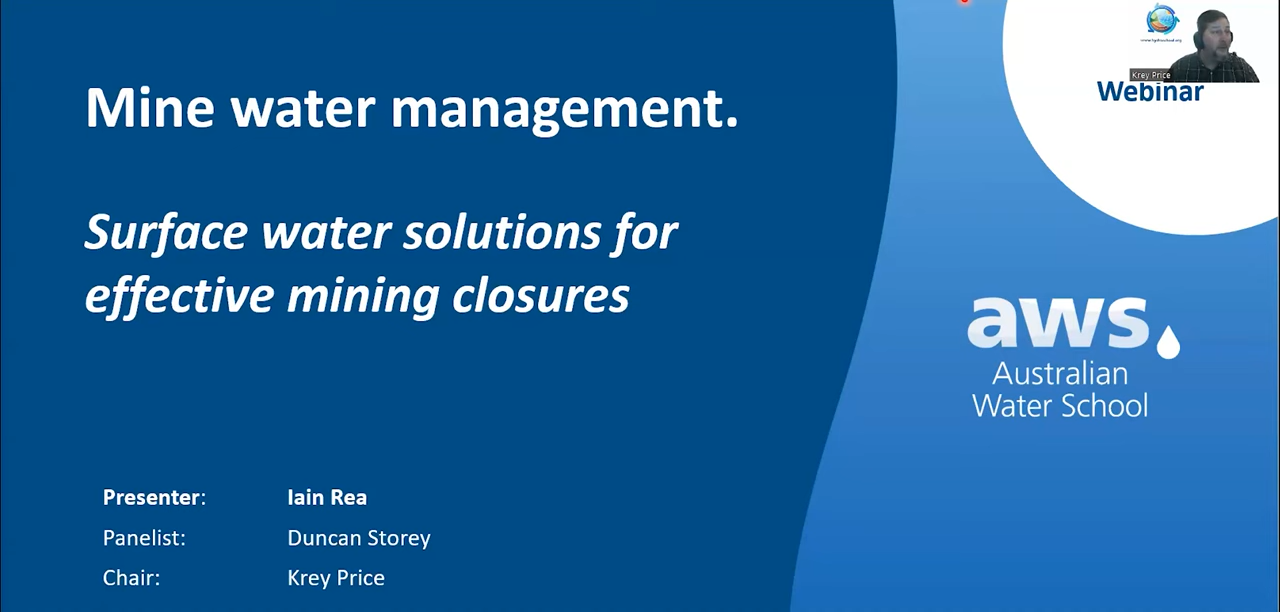 Mine water management.
Surface water solutions for
effective mining closures
Presenter: Iain Rea
Panelist: Duncan Storey
Chair: Krey Price
Krey Price
Webinar
aws
Australian
Water School